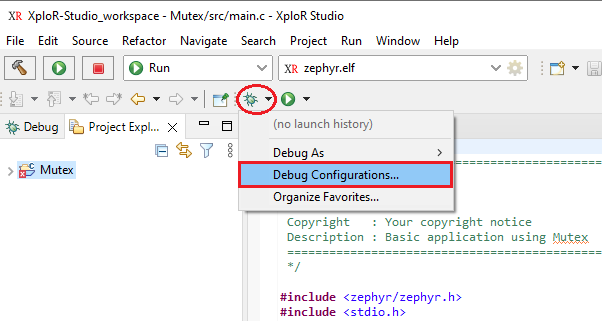 XR XploR-Studio_workspace - Mutex/src/main.c - XploR Studio
File Edit Source Refactor Navigate Search Project Run Window Help
Run
XR zephyr.elf
Debug
Project Expl...
(no launch history)
Mutex
Debug As
Debug Configurations...
Organize Favorites...
Copyright : Your copyright notice
Description : Basic application using Mutex
*/
#include <zephyr/zephyr.h>
#include <stdio.h>